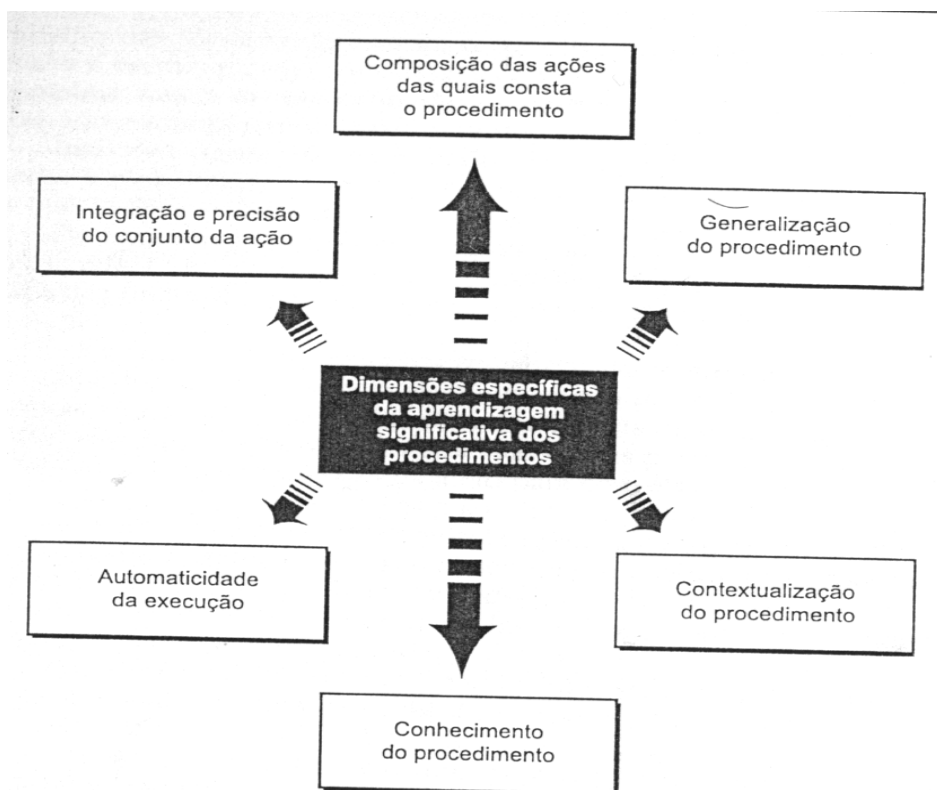 Composição das ações
das quais consta
o procedimento
Integração e precisão
do conjunto da ação
Generalização
do procedimento
Dimensões específicas
da aprendizagem
significativa dos
procedimentos
Automaticidade
da execução
Contextualização
do procedimento
Conhecimento
do procedimento